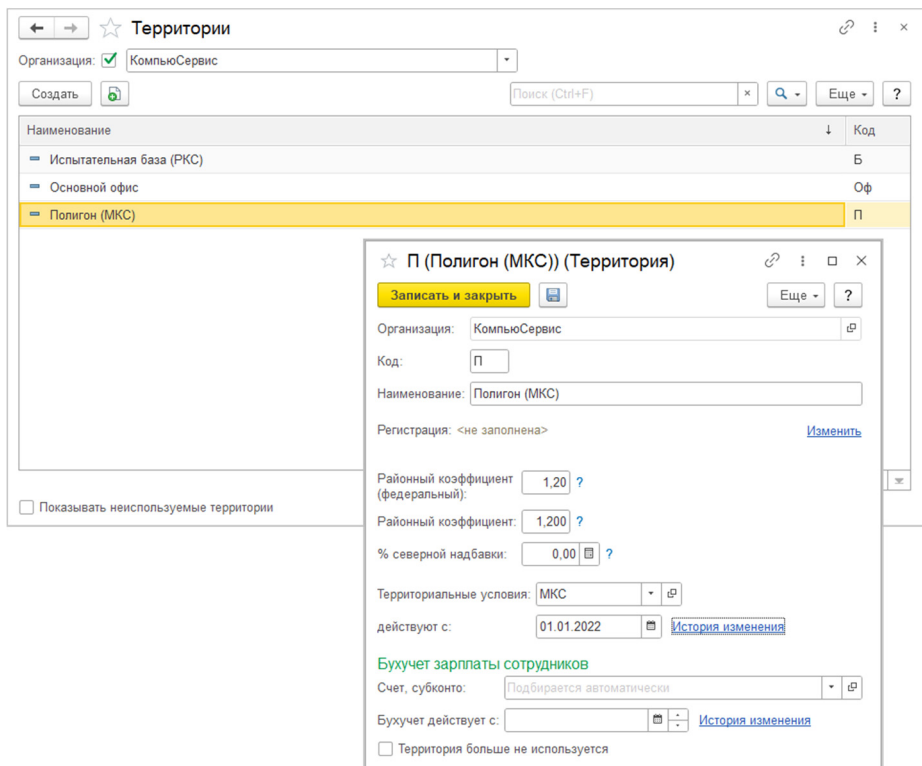 Территории
Организация: КомпьюСервис
Создать Поиск (Ctrl+F) × Еще ?
Наименование ↓ Код
Испытательная база (РКС) Б
Основной офис Оф
Полигон (МКС) П
Показывать неиспользуемые территории
П (Полигон (МКС)) (Территория)
Записать и закрыть Еще ?
Организация: КомпьюСервис
Код: П
Наименование: Полигон (МКС)
Регистрация: <не заполнена> Изменить
Районный коэффициент
(федеральный): 1,20 ?
Районный коэффициент: 1,200 ?
% северной надбавки: 0,00 ?
Территориальные условия: МКС
действуют с: 01.01.2022 История изменения
Бухучет зарплаты сотрудников
Счет, субконто: Подбирается автоматически
Бухучет действует с: История изменения
Территория больше не используется